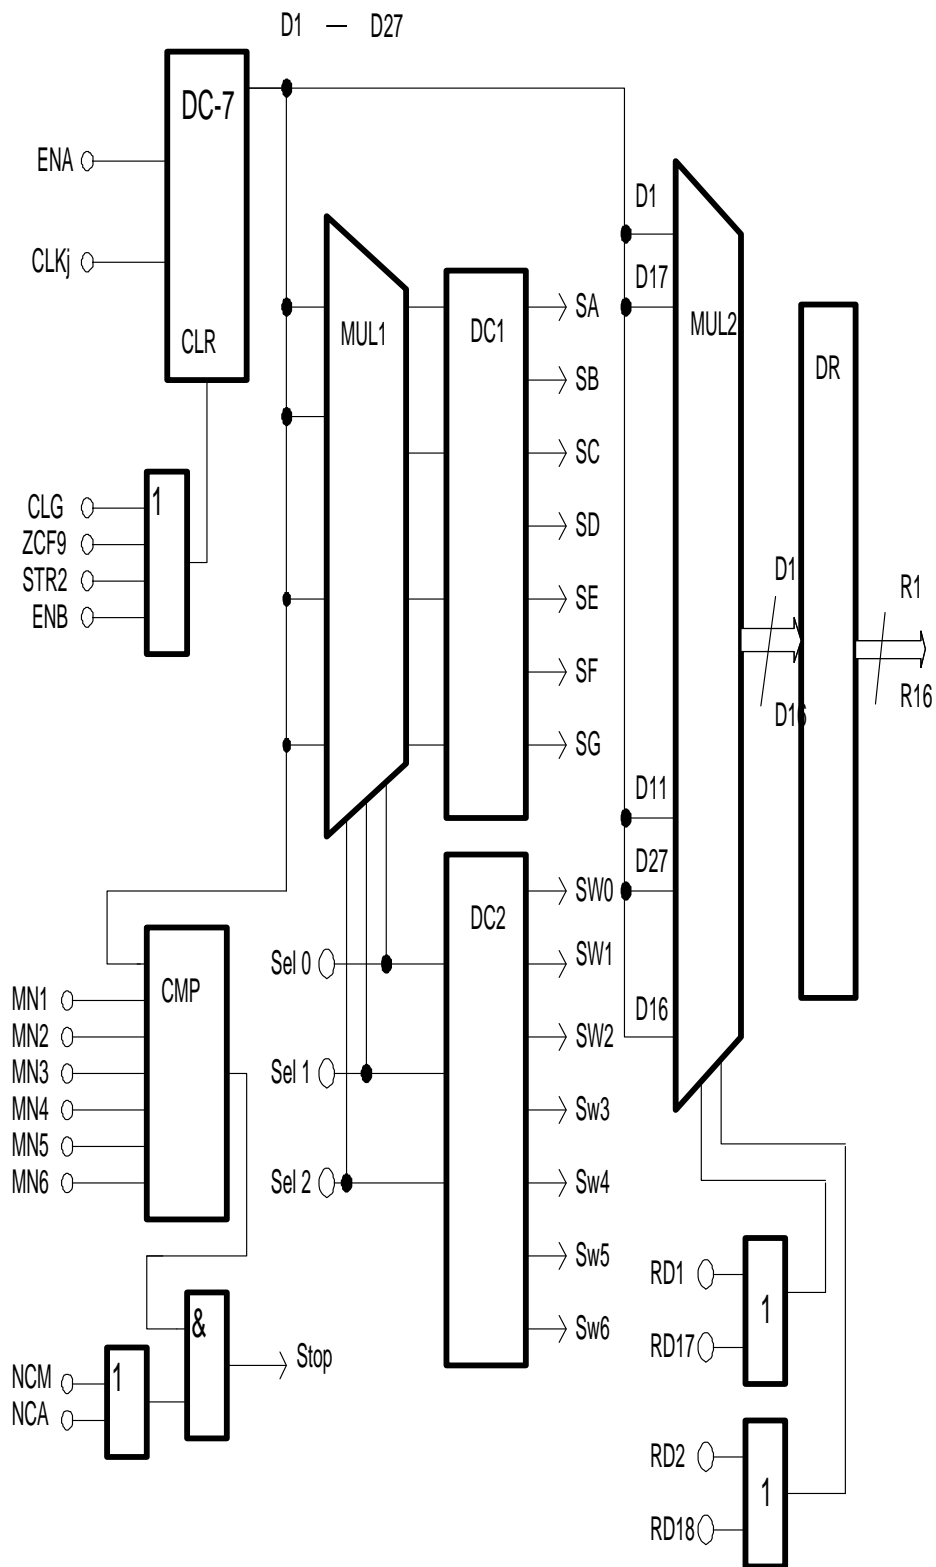 D1 — D27
DC-7
ENA
CLKj
CLR
CLG
ZCF9
STR2
ENB
1
MUL1
DC1
SA
SB
SC
SD
SE
SF
SG
D1
D17
MUL2
DR
D1
D16
R1
R16
D11
D27
D16
DC2
SW0
SW1
SW2
Sw3
Sw4
Sw5
Sw6
Sel 0
Sel 1
Sel 2
CMP
MN1
MN2
MN3
MN4
MN5
MN6
&
Stop
NCM
NCA
1
RD1
RD17
1
RD2
RD18
1